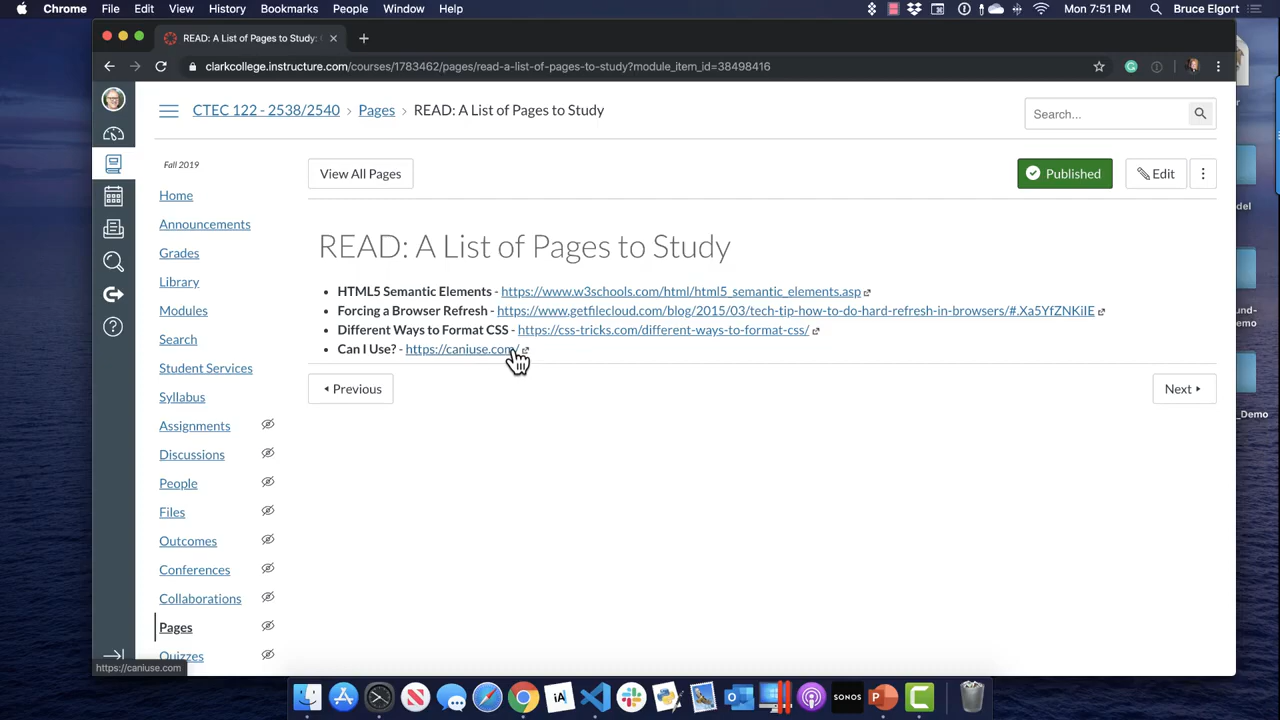 Chrome File Edit View History Bookmarks People Window Help Mon 7:51 PM Bruce Elgort
READ: A List of Pages to Study:
clarkcollege.instructure.com/courses/1783462/pages/read-a-list-of-pages-to-study?module_item_id=38498416
CTEC 122 - 2538/2540 › Pages › READ: A List of Pages to Study
Search...
Fall 2019
View All Pages
Published
Edit
Home
Announcements
Grades
Library
Modules
Search
Student Services
Syllabus
Assignments
Discussions
People
Files
Outcomes
Conferences
Collaborations
Pages
Quizzes
READ: A List of Pages to Study
• HTML5 Semantic Elements - https://www.w3schools.com/html/html5_semantic_elements.asp
• Forcing a Browser Refresh - https://www.getfilecloud.com/blog/2015/03/tech-tip-how-to-do-hard-refresh-in-browsers/#.Xa5YfZNKiIE
• Different Ways to Format CSS - https://css-tricks.com/different-ways-to-format-css/
• Can I Use? - https://caniuse.com/
Previous
Next
https://caniuse.com
del
-Demo
_Demo
SONOS
iA